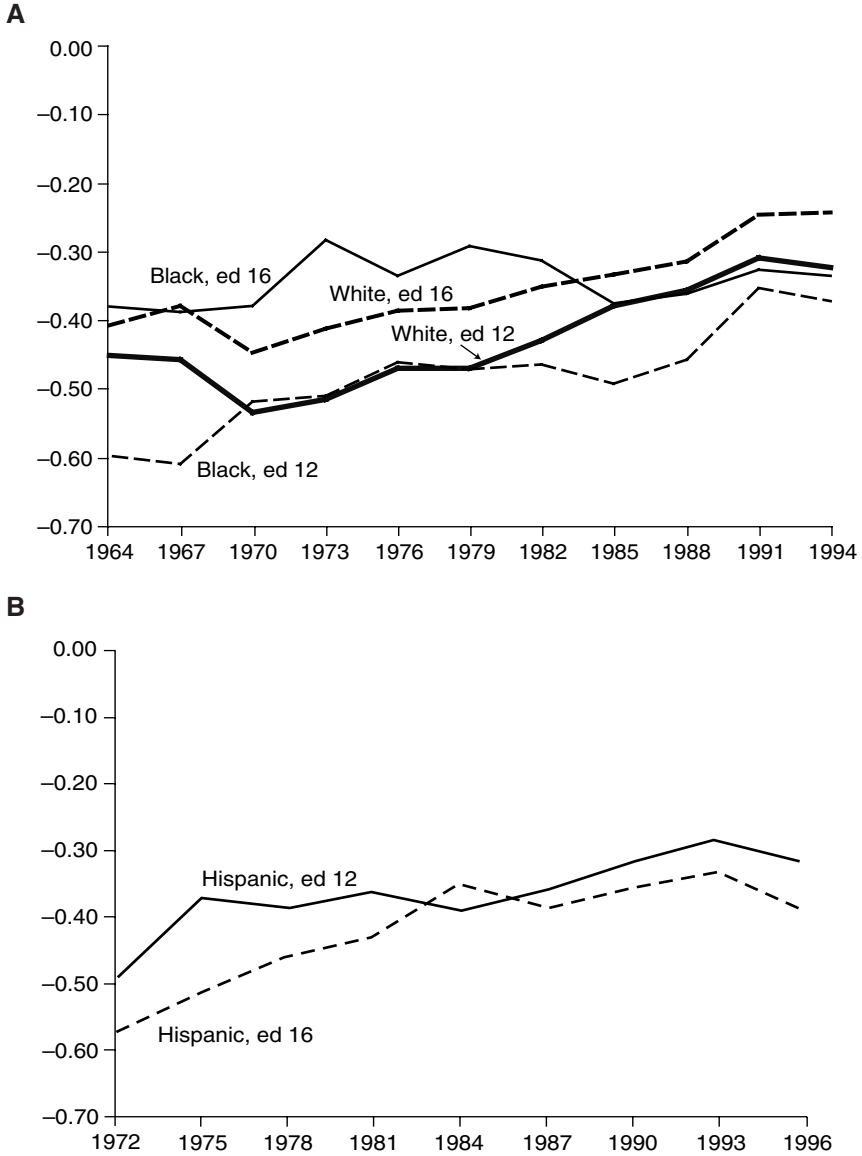 A
0.00
–0.10
–0.20
–0.30
Black, ed 16
White, ed 16
–0.40
White, ed 12
–0.50
–0.60
Black, ed 12
–0.70
1964 1967 1970 1973 1976 1979 1982 1985 1988 1991 1994
B
0.00
–0.10
–0.20
–0.30
Hispanic, ed 12
–0.40
–0.50
Hispanic, ed 16
–0.60
–0.70
1972 1975 1978 1981 1984 1987 1990 1993 1996